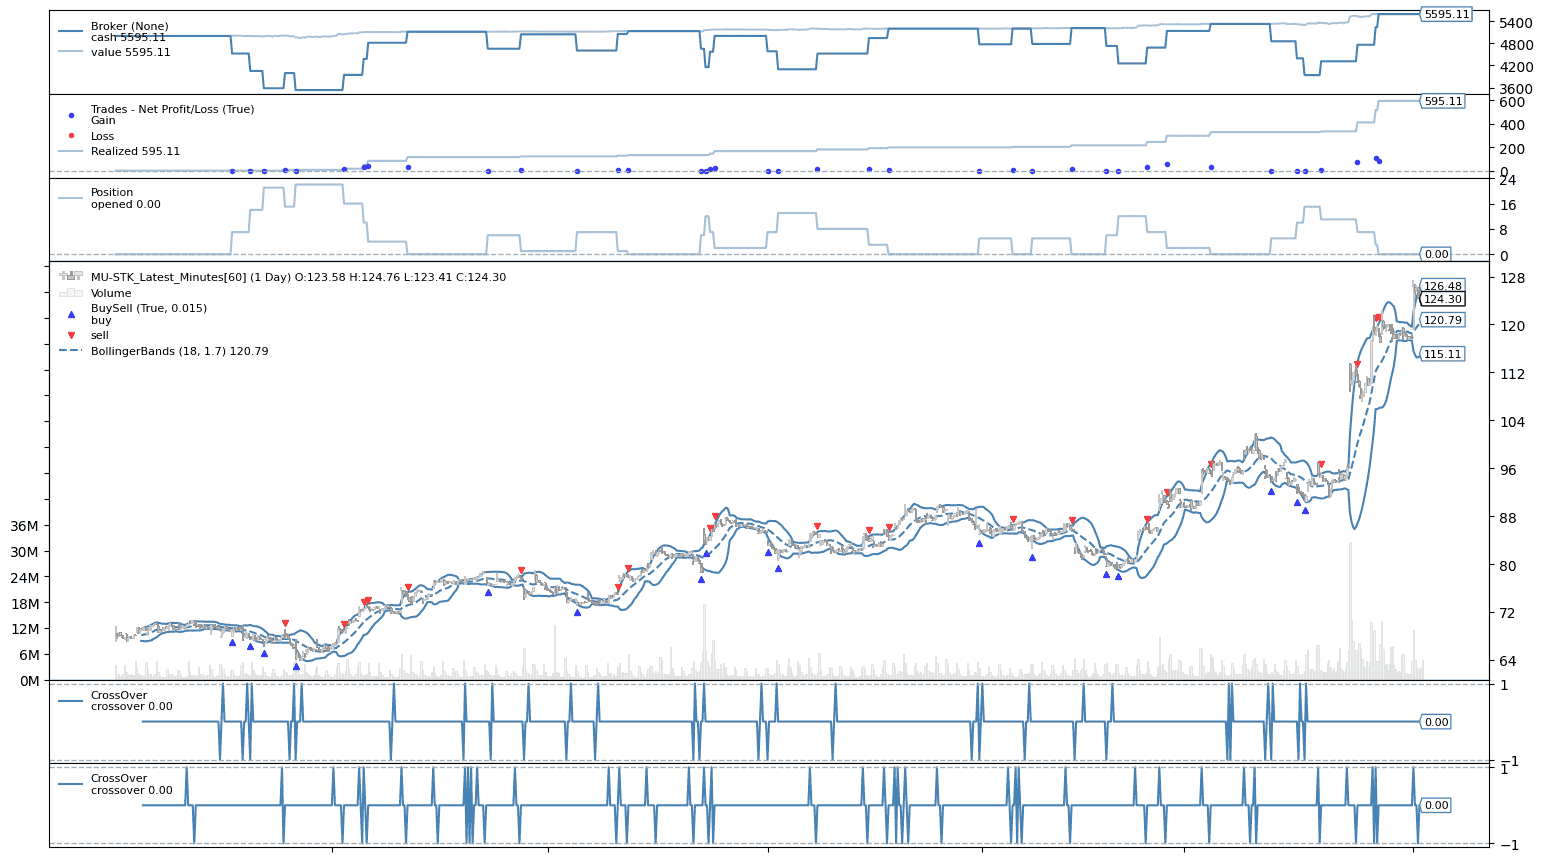 Broker (None)
cash 5595.11
value 5595.11
5595.11
5400
4800
4200
3600
Trades - Net Profit/Loss (True)
Gain
Loss
Realized 595.11
595.11
600
400
200
0
Position
opened 0.00
24
16
8
0
0.00
MU-STK_Latest_Minutes[60] (1 Day) O:123.58 H:124.76 L:123.41 C:124.30
Volume
BuySell (True, 0.015)
buy
sell
BollingerBands (18, 1.7) 120.79
126.48
124.30
120.79
115.11
128
120
112
104
96
88
80
72
64
36M
30M
24M
18M
12M
6M
0M
CrossOver
crossover 0.00
1
0.00
−1
CrossOver
crossover 0.00
1
0.00
−1